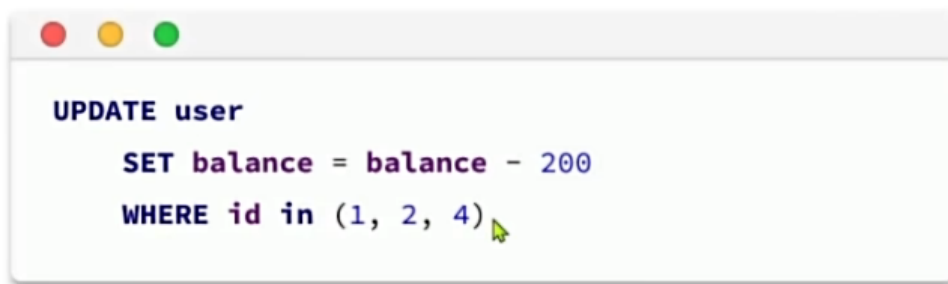 UPDATE user
SET balance = balance - 200
WHERE id in (1, 2, 4)